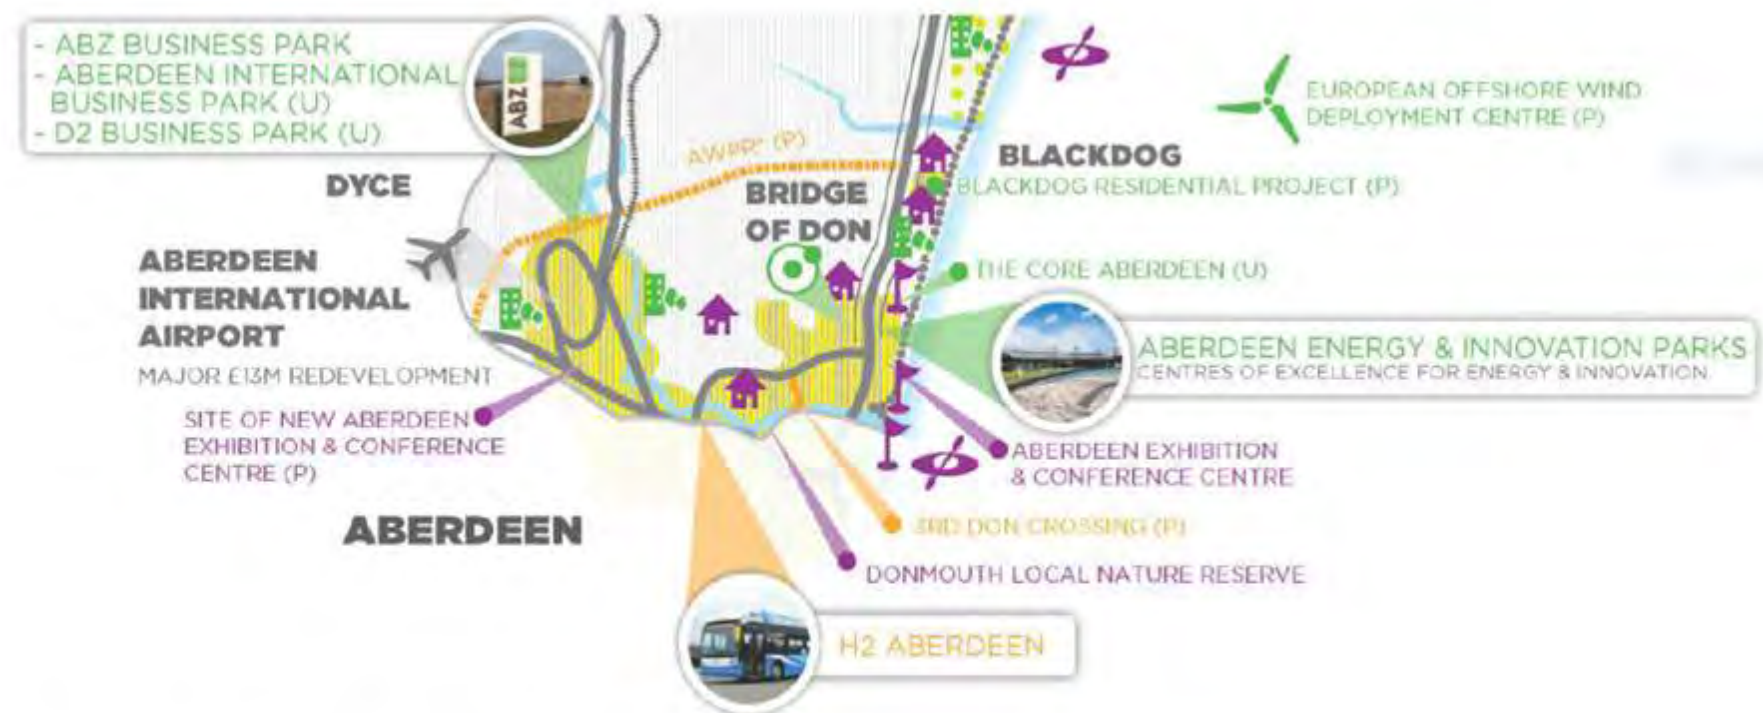 - ABZ BUSINESS PARK
- ABERDEEN INTERNATIONAL
BUSINESS PARK (U)
- D2 BUSINESS PARK (U)
ABZ
EUROPEAN OFFSHORE WIND
DEPLOYMENT CENTRE (P)
AWPR* (P)
BLACKDOG
BLACKDOG RESIDENTIAL PROJECT (P)
DYCE
BRIDGE
OF DON
ABERDEEN
INTERNATIONAL
AIRPORT
MAJOR £13M REDEVELOPMENT
THE CORE ABERDEEN (U)
ABERDEEN ENERGY & INNOVATION PARKS
CENTRES OF EXCELLENCE FOR ENERGY & INNOVATION
SITE OF NEW ABERDEEN
EXHIBITION & CONFERENCE
CENTRE (P)
ABERDEEN EXHIBITION
& CONFERENCE CENTRE
ABERDEEN
3RD DON CROSSING (P)
DONMOUTH LOCAL NATURE RESERVE
H2 ABERDEEN